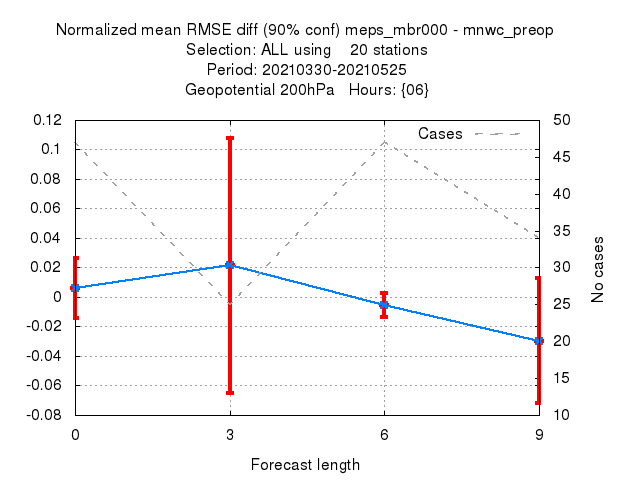 Normalized mean RMSE diff (90% conf) meps_mbr000 - mnwc_preop
Selection: ALL using 20 stations
Period: 20210330-20210525
Geopotential 200hPa Hours: {06}
0.12
0.1
0.08
0.06
0.04
0.02
0
-0.02
-0.04
-0.06
-0.08
Cases
50
45
40
35
30
25
20
15
10
No cases
0 3 6 9
Forecast length